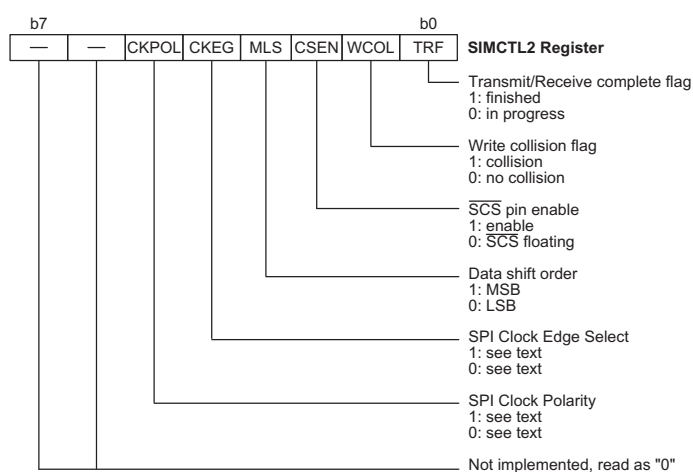 b7 b0
— — CKPOL CKEG MLS CSEN WCOL TRF SIMCTL2 Register
Transmit/Receive complete flag
1: finished
0: in progress
Write collision flag
1: collision
0: no collision
SCS pin enable
1: enable
0: SCS floating
Data shift order
1: MSB
0: LSB
SPI Clock Edge Select
1: see text
0: see text
SPI Clock Polarity
1: see text
0: see text
Not implemented, read as "0"